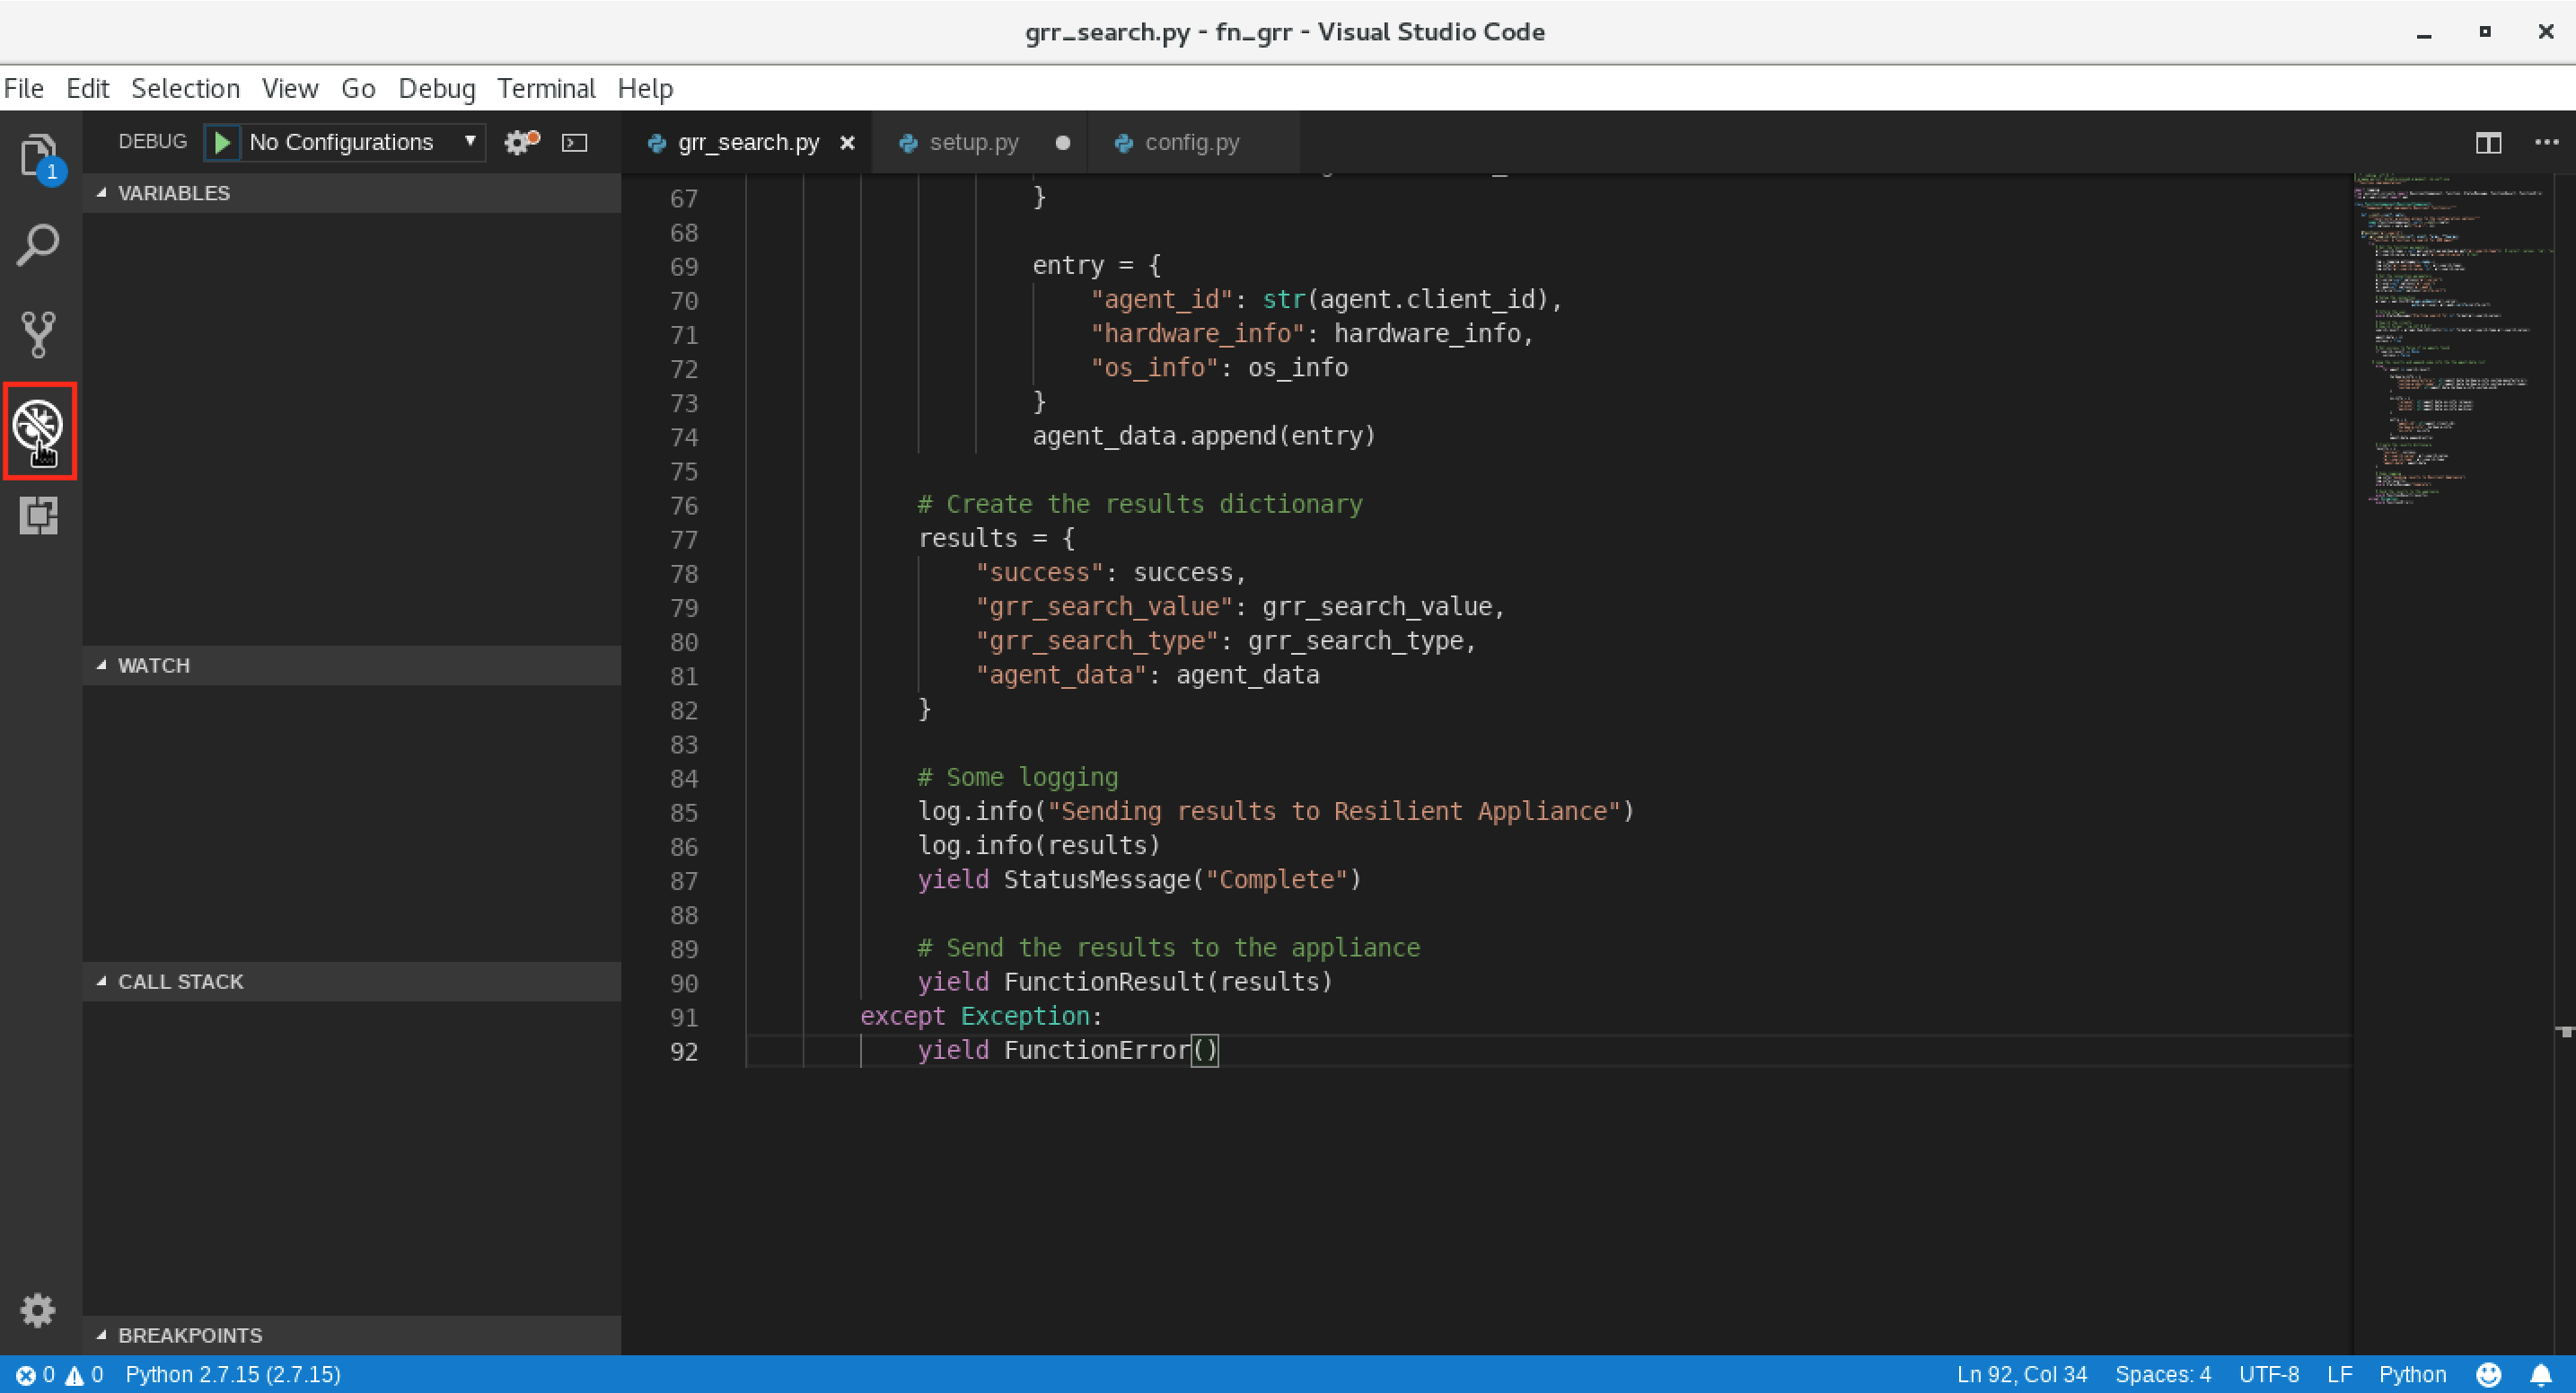 grr_search.py - fn_grr - Visual Studio Code
File Edit Selection View Go Debug Terminal Help
1
DEBUG No Configurations
grr_search.py setup.py config.py
VARIABLES
WATCH
CALL STACK
BREAKPOINTS
67 }
68
69 entry = {
70 "agent_id": str(agent.client_id),
71 "hardware_info": hardware_info,
72 "os_info": os_info
73 }
74 agent_data.append(entry)
75
76 # Create the results dictionary
77 results = {
78 "success": success,
79 "grr_search_value": grr_search_value,
80 "grr_search_type": grr_search_type,
81 "agent_data": agent_data
82 }
83
84 # Some logging
85 log.info("Sending results to Resilient Appliance")
86 log.info(results)
87 yield StatusMessage("Complete")
88
89 # Send the results to the appliance
90 yield FunctionResult(results)
91 except Exception:
92 yield FunctionError()
0 0 Python 2.7.15 (2.7.15) Ln 92, Col 34 Spaces: 4 UTF-8 LF Python